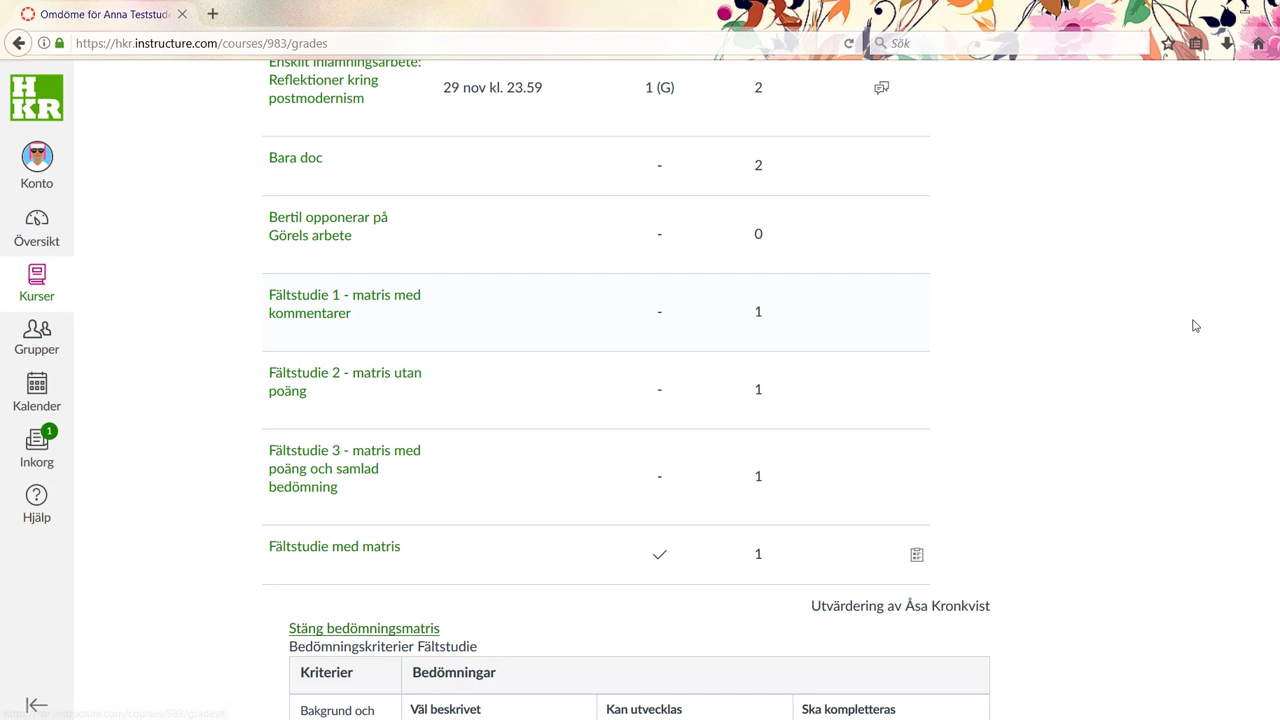 Omdöme för Anna Teststud
https://hkr.instructure.com/courses/983/grades
Sök
HKR
Konto
Översikt
Kurser
Grupper
Kalender
1
Inkorg
Hjälp
Enskilt inlämningsarbete:
Reflektioner kring
postmodernism
29 nov kl. 23.59
1 (G)
2
Bara doc
-
2
Bertil opponerar på
Görels arbete
-
0
Fältstudie 1 - matris med
kommentarer
-
1
Fältstudie 2 - matris utan
poäng
-
1
Fältstudie 3 - matris med
poäng och samlad
bedömning
-
1
Fältstudie med matris
1
Utvärdering av Åsa Kronkvist
Stäng bedömningsmatris
Bedömningskriterier Fältstudie
Kriterier
Bedömningar
Bakgrund och
Väl beskrivet
Kan utvecklas
Ska kompletteras